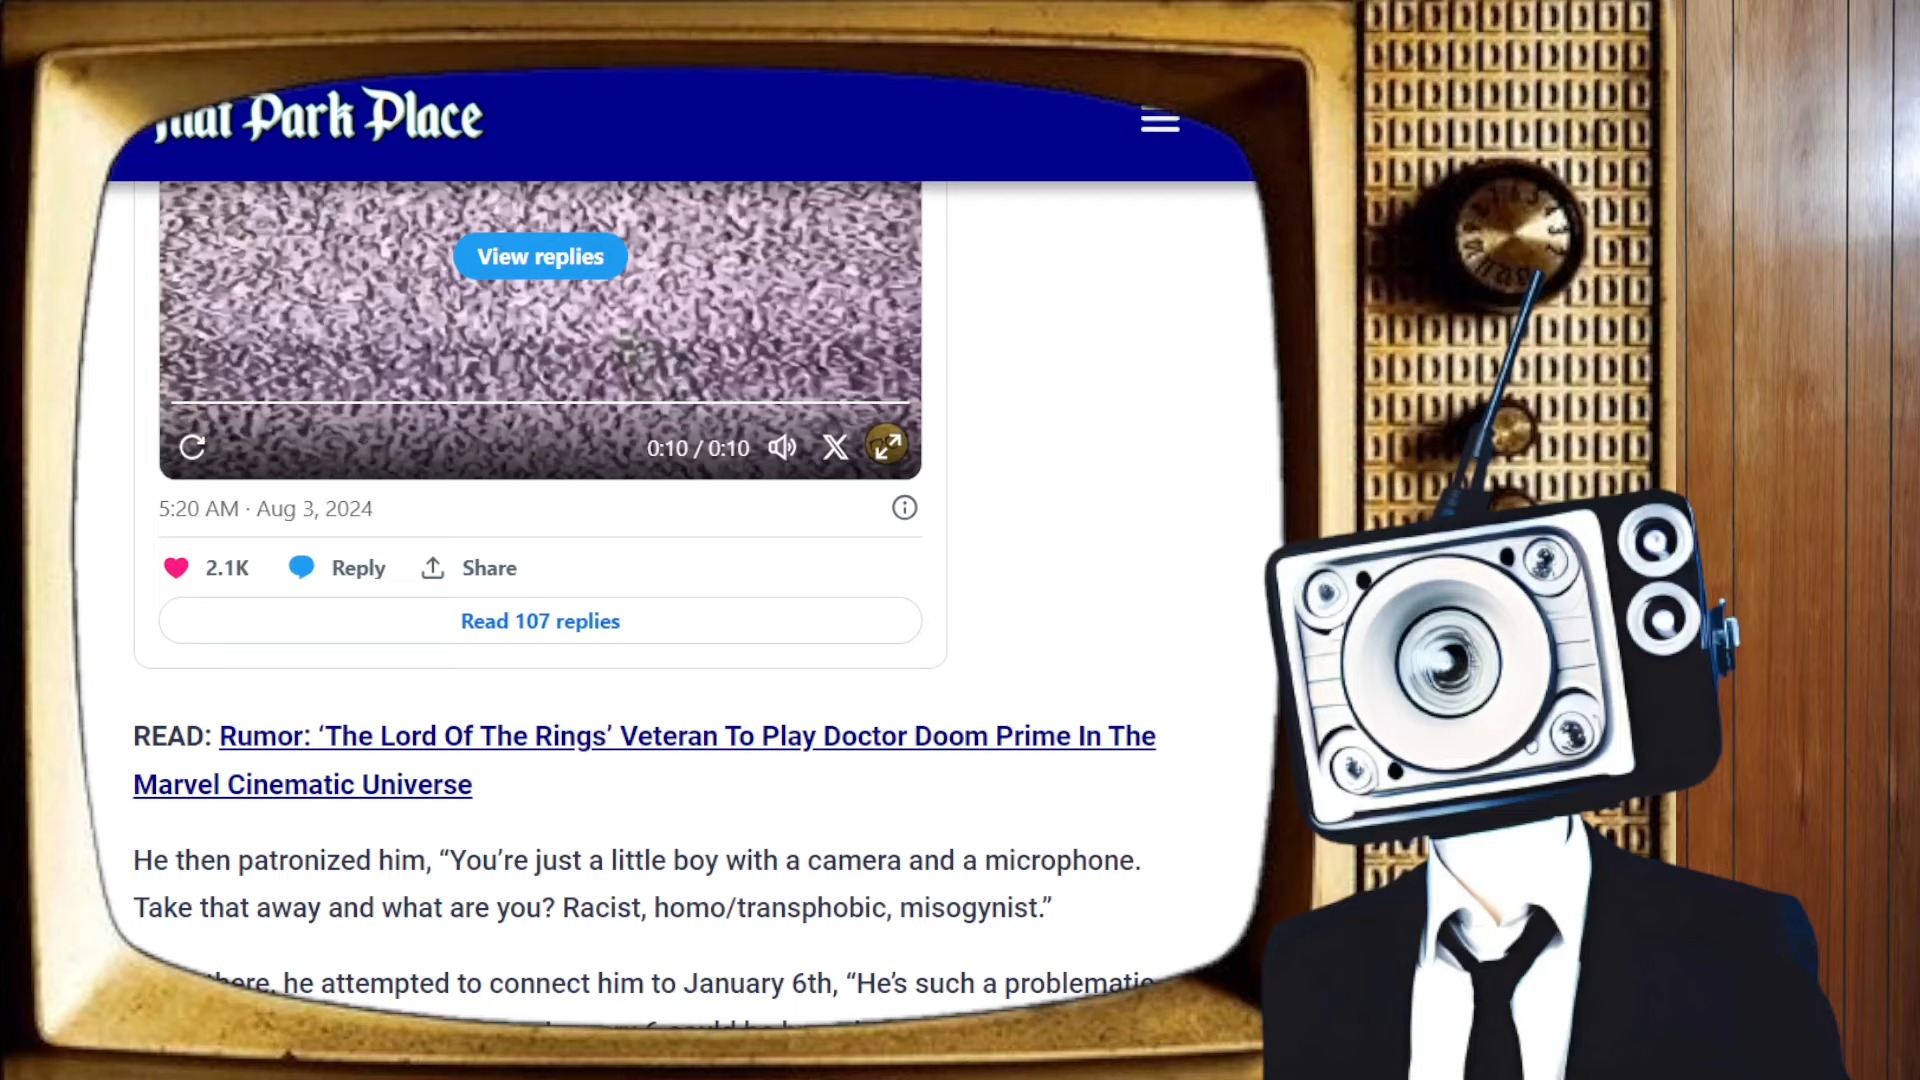 That Park Place
View replies
0:10 / 0:10
5:20 AM · Aug 3, 2024
2.1K Reply Share
Read 107 replies
READ: Rumor: ‘The Lord Of The Rings’ Veteran To Play Doctor Doom Prime In The
Marvel Cinematic Universe
He then patronized him, “You’re just a little boy with a camera and a microphone.
Take that away and what are you? Racist, homo/transphobic, misogynist.”
he attempted to connect him to January 6th, “He’s such a problematic